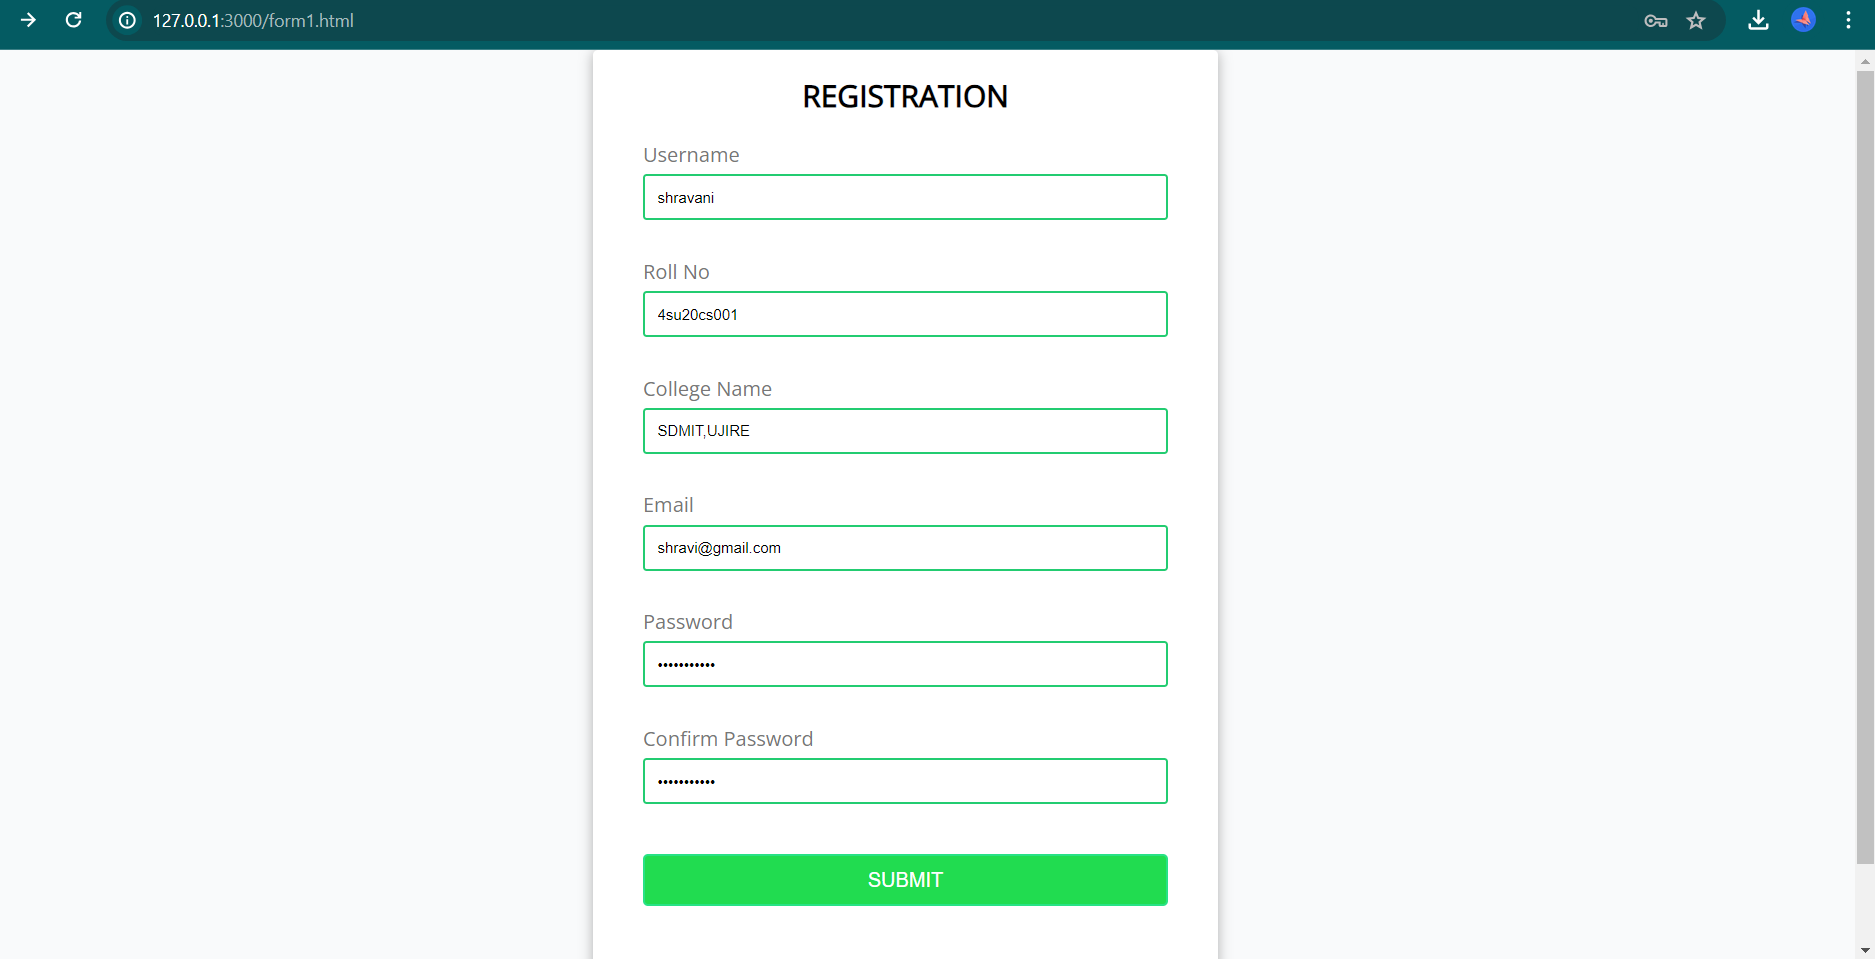 127.0.0.1:3000/form1.html
REGISTRATION
Username
shravani
Roll No
4su20cs001
College Name
SDMIT,UJIRE
Email
shravi@gmail.com
Password
•••••••••••
Confirm Password
•••••••••••
SUBMIT